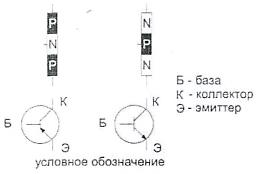 P N
N P
P N
Б - база
К - коллектор
Э - эмиттер
К К
Б Б
Э Э
условное обозначение